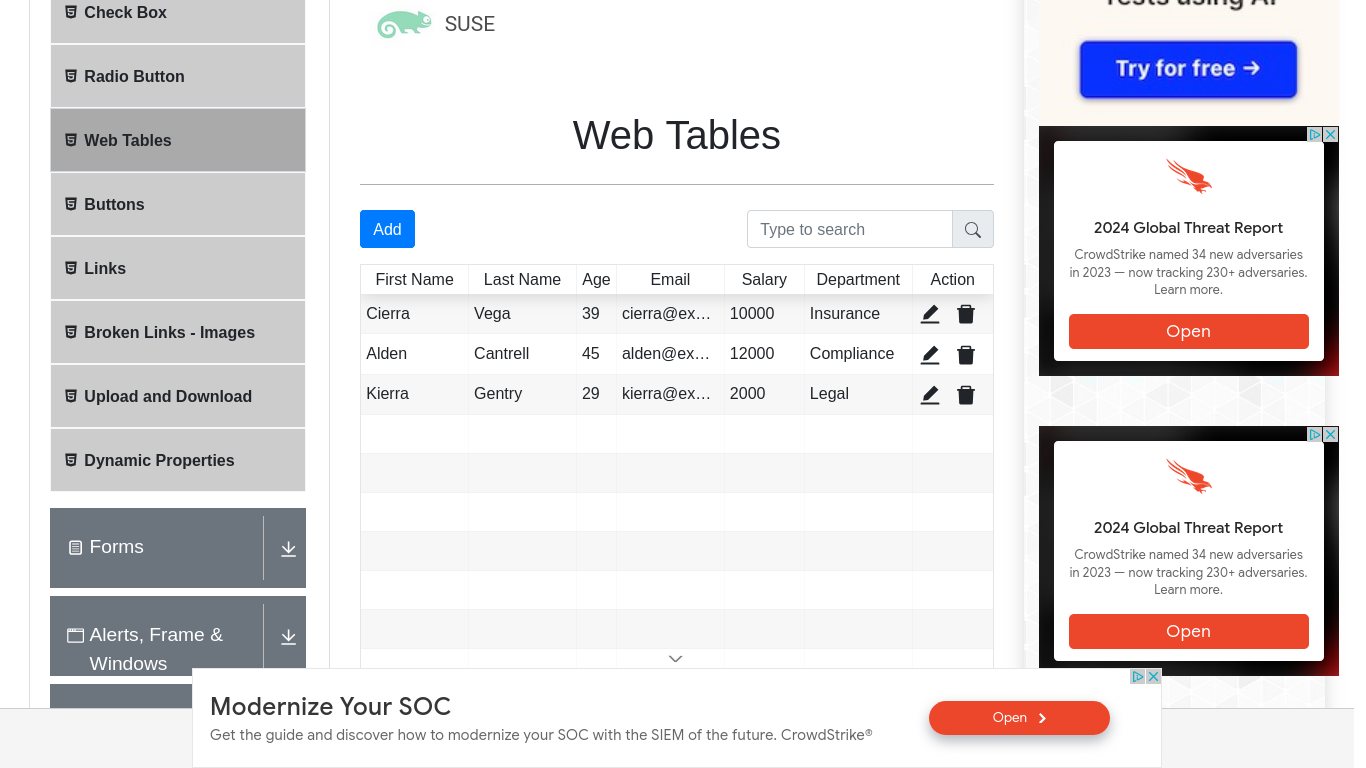 Check Box
Radio Button
Web Tables
Buttons
Links
Broken Links - Images
Upload and Download
Dynamic Properties
Forms
Alerts, Frame &
Windows
SUSE
Web Tables
Add
Type to search
First Name Last Name Age Email Salary Department Action
Cierra Vega 39 cierra@ex… 10000 Insurance
Alden Cantrell 45 alden@ex… 12000 Compliance
Kierra Gentry 29 kierra@ex… 2000 Legal
Tests using AI
Try for free →
2024 Global Threat Report
CrowdStrike named 34 new adversaries
in 2023 — now tracking 230+ adversaries.
Learn more.
Open
2024 Global Threat Report
CrowdStrike named 34 new adversaries
in 2023 — now tracking 230+ adversaries.
Learn more.
Open
Modernize Your SOC
Get the guide and discover how to modernize your SOC with the SIEM of the future. CrowdStrike®
Open